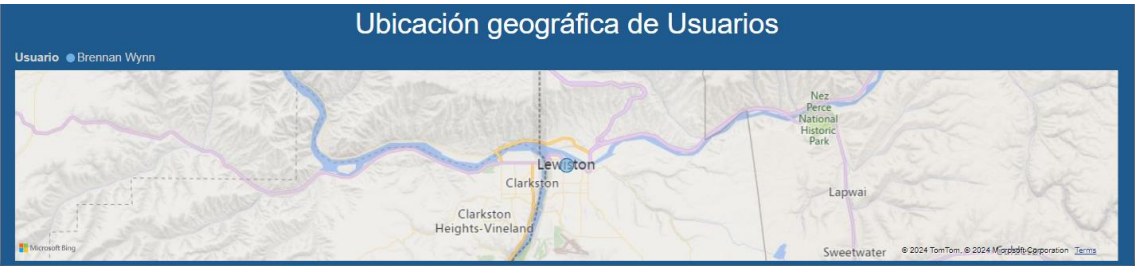 Ubicación geográfica de Usuarios
Usuario Brennan Wynn
Nez
Perce
National
Historic
Park
Lewiston
Clarkston
Lapwai
Clarkston
Heights-Vineland
Microsoft Bing
Sweetwater
© 2024 TomTom, © 2024 Microsoft Corporation Terms